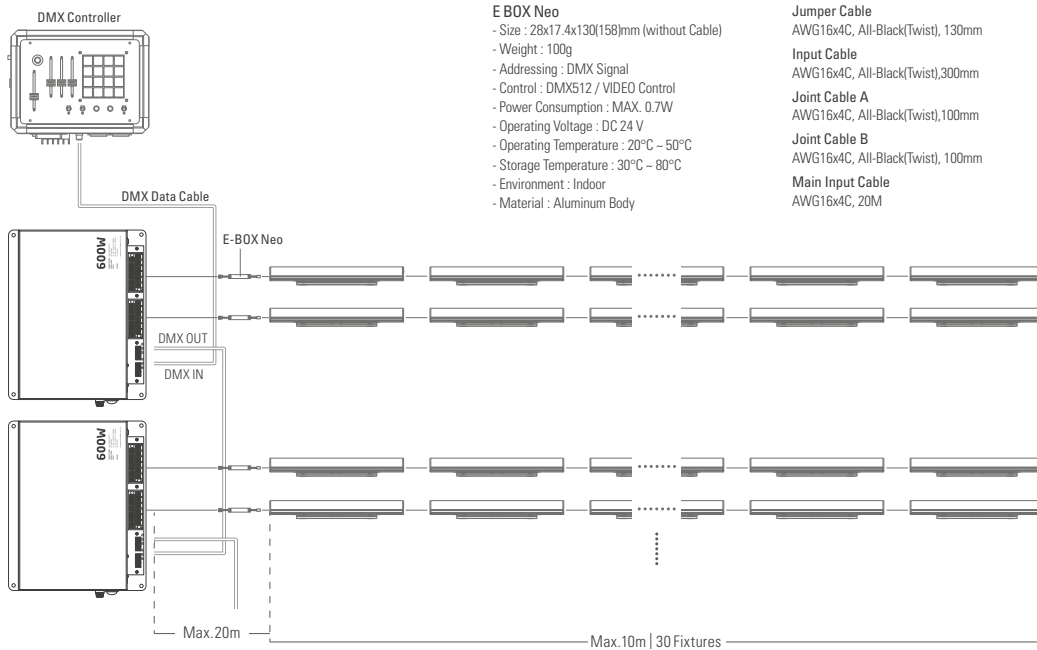 DMX Controller
E BOX Neo
- Size : 28x17.4x130(158)mm (without Cable)
- Weight : 100g
- Addressing : DMX Signal
- Control : DMX512 / VIDEO Control
- Power Consumption : MAX. 0.7W
- Operating Voltage : DC 24 V
- Operating Temperature : 20°C ~ 50°C
- Storage Temperature : 30°C ~ 80°C
- Environment : Indoor
- Material : Aluminum Body
Jumper Cable
AWG16x4C, All-Black(Twist), 130mm
Input Cable
AWG16x4C, All-Black(Twist),300mm
Joint Cable A
AWG16x4C, All-Black(Twist),100mm
Joint Cable B
AWG16x4C, All-Black(Twist), 100mm
Main Input Cable
AWG16x4C, 20M
DMX Data Cable
E-BOX Neo
600W
DMX OUT
DMX IN
600W
Max.20m
Max.10m | 30 Fixtures